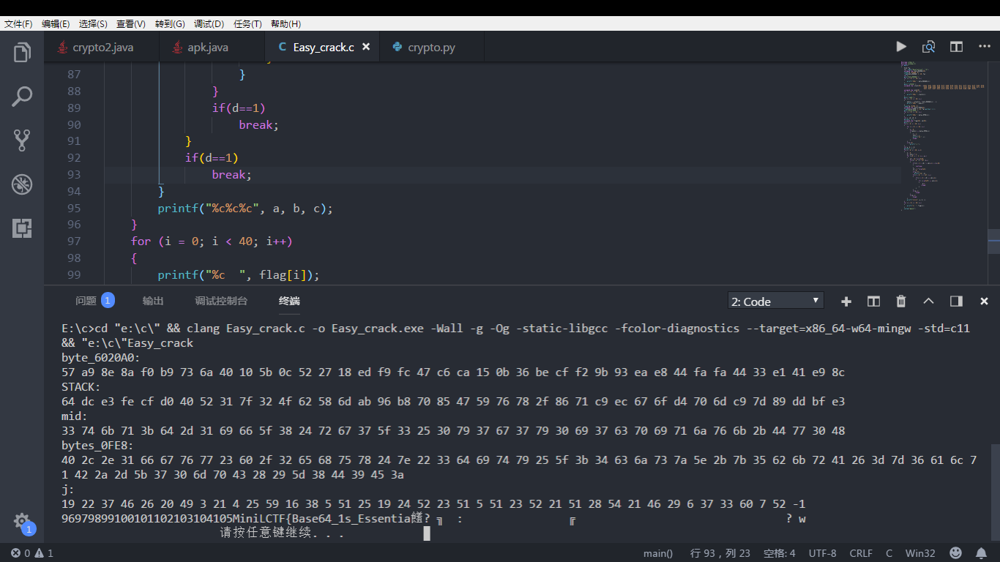 文件(F) 编辑(E) 选择(S) 查看(V) 转到(G) 调试(D) 任务(T) 帮助(H)
crypto2.java apk.java C Easy_crack.c × crypto.py
87 }
88 }
89 if(d==1)
90 break;
91 }
92 if(d==1)
93 break;
94 }
95 printf("%c%c%c", a, b, c);
96 }
97 for (i = 0; i < 40; i++)
98 {
99 printf("%c  ", flag[i]);
问题 1 输出 调试控制台 终端 2: Code
E:\c>cd "e:\c\" && clang Easy_crack.c -o Easy_crack.exe -Wall -g -Og -static-libgcc -fcolor-diagnostics --target=x86_64-w64-mingw -std=c11
&& "e:\c\"Easy_crack
byte_6020A0:
57 a9 8e 8a f0 b9 73 6a 40 10 5b 0c 52 27 18 ed f9 fc 47 c6 ca 15 0b 36 be cf f2 9b 93 ea e8 44 fa fa 44 33 e1 41 e9 8c
STACK:
64 dc e3 fe cf d0 40 52 31 7f 32 4f 62 58 6d ab 96 b8 70 85 47 59 76 78 2f 86 71 c9 ec 67 6f d4 70 6d c9 7d 89 dd bf e3
mid:
33 74 6b 71 3b 64 2d 31 69 66 5f 38 24 72 67 37 5f 33 25 30 79 37 67 37 79 30 69 37 63 70 69 71 6a 76 6b 2b 44 77 30 48
bytes_0FE8:
40 2c 2e 31 66 67 76 77 23 60 2f 32 65 68 75 78 24 7e 22 33 64 69 74 79 25 5f 3b 34 63 6a 73 7a 5e 2b 7b 35 62 6b 72 41 26 3d 7d 36 61 6c 7
1 42 2a 2d 5b 37 30 6d 70 43 28 29 5d 38 44 39 45 3a
j:
19 22 37 46 26 20 49 3 21 4 25 59 16 38 5 51 25 19 24 52 23 51 5 51 23 52 21 51 28 54 21 46 29 6 37 33 60 7 52 -1
96979899100101102103104105MiniLCTF{Base64_1s_Essentia? ╗ : ╔ ? w
请按任意键继续. . .
0 1 main() 行 93，列 23 空格: 4 UTF-8 CRLF C Win32
1